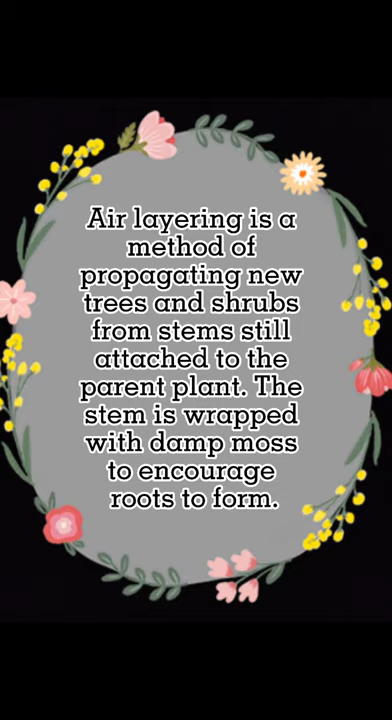 Air layering is a
method of
propagating new
trees and shrubs
from stems still
attached to the
parent plant. The
stem is wrapped
with damp moss
to encourage
roots to form.